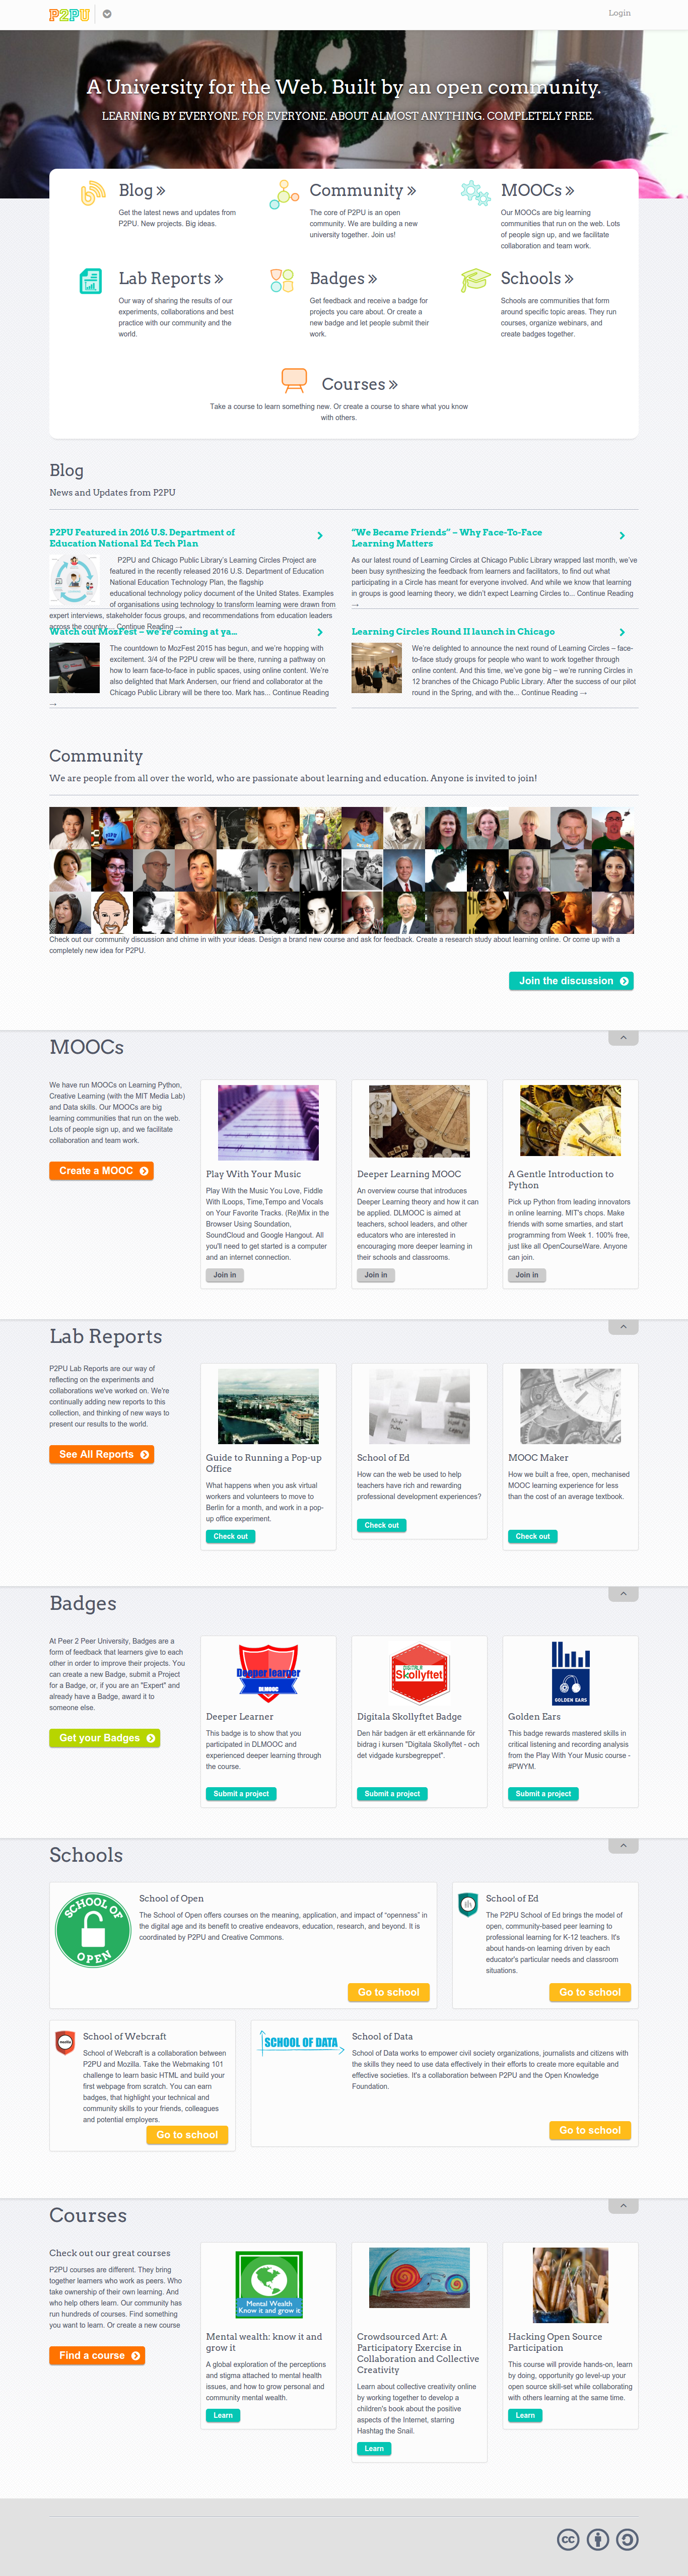 P2PU
Login
A University for the Web. Built by an open community.
LEARNING BY EVERYONE. FOR EVERYONE. ABOUT ALMOST ANYTHING. COMPLETELY FREE.
Blog »
Get the latest news and updates from
P2PU. New projects. Big ideas.
Community »
The core of P2PU is an open
community. We are building a new
university together. Join us!
MOOCs »
Our MOOCs are big learning
communities that run on the web. Lots
of people sign up, and we facilitate
collaboration and team work.
Lab Reports »
Our way of sharing the results of our
experiments, collaborations and best
practice with our community and the
world.
Badges »
Get feedback and receive a badge for
projects you care about. Or create a
new badge and let people submit their
work.
Schools »
Schools are communities that form
around specific topic areas. They run
courses, organize webinars, and
create badges together.
Courses »
Take a course to learn something new. Or create a course to share what you know
with others.
Blog
News and Updates from P2PU
P2PU Featured in 2016 U.S. Department of
Education National Ed Tech Plan
P2PU and Chicago Public Library's Learning Circles Project are
featured in the recently released 2016 U.S. Department of Education
National Education Technology Plan, the flagship
educational technology policy document of the United States. Examples
of organisations using technology to transform learning were drawn from
expert interviews, stakeholder focus groups, and recommendations from education leaders
across the country.... Continue Reading →
"We Became Friends" – Why Face-To-Face
Learning Matters
As our latest round of Learning Circles at Chicago Public Library wrapped last month, we've
been busy synthesizing the feedback from learners and facilitators, to find out what
participating in a Circle has meant for everyone involved. And while we know that learning
in groups is good learning theory, we didn't expect Learning Circles to... Continue Reading
→
Watch out MozFest – we're coming at ya...
The countdown to MozFest 2015 has begun, and we're hopping with
excitement. 3/4 of the P2PU crew will be there, running a pathway on
how to learn face-to-face in public spaces, using online content. We're
also delighted that Mark Andersen, our friend and collaborator at the
Chicago Public Library will be there too. Mark has... Continue Reading
→
Learning Circles Round II launch in Chicago
We're delighted to announce the next round of Learning Circles – face-
to-face study groups for people who want to work together through
online content. And this time, we've gone big – we're running Circles in
12 branches of the Chicago Public Library. After the success of our pilot
round in the Spring, and with the... Continue Reading →
Community
We are people from all over the world, who are passionate about learning and education. Anyone is invited to join!
Check out our community discussion and chime in with your ideas. Design a brand new course and ask for feedback. Create a research study about learning online. Or come up with a
completely new idea for P2PU.
Join the discussion
MOOCs
We have run MOOCs on Learning Python,
Creative Learning (with the MIT Media Lab)
and Data skills. Our MOOCs are big
learning communities that run on the web.
Lots of people sign up, and we facilitate
collaboration and team work.
Create a MOOC
Play With Your Music
Play With the Music You Love, Fiddle
With lLoops, Time,Tempo and Vocals
on Your Favorite Tracks. (Re)Mix in the
Browser Using Soundation,
SoundCloud and Google Hangout. All
you'll need to get started is a computer
and an internet connection.
Join in
Deeper Learning MOOC
An overview course that introduces
Deeper Learning theory and how it can
be applied. DLMOOC is aimed at
teachers, school leaders, and other
educators who are interested in
encouraging more deeper learning in
their schools and classrooms.
Join in
A Gentle Introduction to
Python
Pick up Python from leading innovators
in online learning. MIT's chops. Make
friends with some smarties, and start
programming from Week 1. 100% free,
just like all OpenCourseWare. Anyone
can join.
Join in
Lab Reports
P2PU Lab Reports are our way of
reflecting on the experiments and
collaborations we've worked on. We're
continually adding new reports to this
collection, and thinking of new ways to
present our results to the world.
See All Reports
Guide to Running a Pop-up
Office
What happens when you ask virtual
workers and volunteers to move to
Berlin for a month, and work in a pop-
up office experiment.
Check out
School of Ed
How can the web be used to help
teachers have rich and rewarding
professional development experiences?
Check out
MOOC Maker
How we built a free, open, mechanised
MOOC learning experience for less
than the cost of an average textbook.
Check out
Badges
At Peer 2 Peer University, Badges are a
form of feedback that learners give to each
other in order to improve their projects. You
can create a new Badge, submit a Project
for a Badge, or, if you are an "Expert" and
already have a Badge, award it to
someone else.
Get your Badges
Deeper learner
DLMOOC
Deeper Learner
This badge is to show that you
participated in DLMOOC and
experienced deeper learning through
the course.
Submit a project
Skollyftet
Digitala Skollyftet Badge
Den här badgen är ett erkännande för
bidrag i kursen "Digitala Skollyftet - och
det vidgade kursbegreppet".
Submit a project
GOLDEN EARS
Golden Ears
This badge rewards mastered skills in
critical listening and recording analysis
from the Play With Your Music course -
#PWYM.
Submit a project
Schools
SCHOOL OF
OPEN
School of Open
The School of Open offers courses on the meaning, application, and impact of "openness" in
the digital age and its benefit to creative endeavors, education, research, and beyond. It is
coordinated by P2PU and Creative Commons.
Go to school
School of Ed
The P2PU School of Ed brings the model of
open, community-based peer learning to
professional learning for K-12 teachers. It's
about hands-on learning driven by each
educator's particular needs and classroom
situations.
Go to school
mozilla
School of Webcraft
School of Webcraft is a collaboration between
P2PU and Mozilla. Take the Webmaking 101
challenge to learn basic HTML and build your
first webpage from scratch. You can earn
badges, that highlight your technical and
community skills to your friends, colleagues
and potential employers.
Go to school
SCHOOL OF DATA
School of Data
School of Data works to empower civil society organizations, journalists and citizens with
the skills they need to use data effectively in their efforts to create more equitable and
effective societies. It's a collaboration between P2PU and the Open Knowledge
Foundation.
Go to school
Courses
Check out our great courses
P2PU courses are different. They bring
together learners who work as peers. Who
take ownership of their own learning. And
who help others learn. Our community has
run hundreds of courses. Find something
you want to learn. Or create a new course
Find a course
Mental Wealth
Know it and grow it
Mental wealth: know it and
grow it
A global exploration of the perceptions
and stigma attached to mental health
issues, and how to grow personal and
community mental wealth.
Learn
Crowdsourced Art: A
Participatory Exercise in
Collaboration and Collective
Creativity
Learn about collective creativity online
by working together to develop a
children's book about the positive
aspects of the Internet, starring
Hashtag the Snail.
Learn
Hacking Open Source
Participation
This course will provide hands-on, learn
by doing, opportunity go level-up your
open source skill-set while collaborating
with others learning at the same time.
Learn
cc